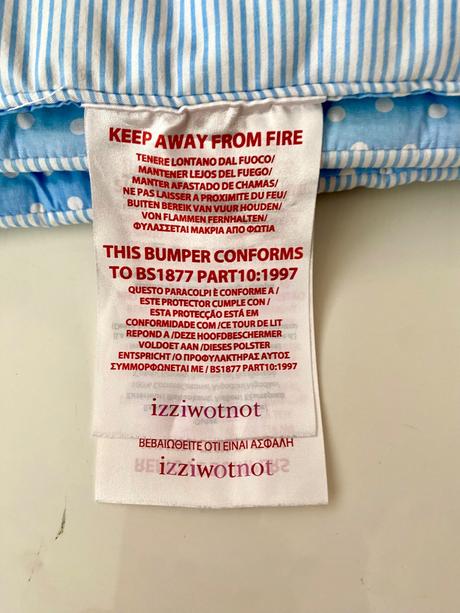 KEEP AWAY FROM FIRE
TENERE LONTANO DAL FUOCO/
MANTENER LEJOS DEL FUEGO/
MANTER AFASTADO DE CHAMAS/
NE PAS LAISSER A PROXIMITE DU FEU/
BUITEN BEREIK VAN VUUR HOUDEN/
VON FLAMMEN FERNHALTEN/
ΦΥΛΑΣΣΕΤΑΙ ΜΑΚΡΙΑ ΑΠΟ ΦΩΤΙΑ
THIS BUMPER CONFORMS
TO BS1877 PART10:1997
QUESTO PARACOLPI È CONFORME A /
ESTE PROTECTOR CUMPLE CON /
ESTA PROTECÇÃO ESTÁ EM
CONFORMIDADE COM /CE TOUR DE LIT
REPOND A /DEZE HOOFDBESCHERMER
VOLDOET AAN /DIESES POLSTER
ENTSPRICHT /Ο ΠΡΟΦΥΛΑΚΤΗΡΑΣ ΑΥΤΟΣ
ΣΥΜΜΟΡΦΩΝΕΤΑΙ ΜΕ / BS1877 PART 10:1997
izziwotnot
ΒΕΒΑΙΩΘΕΙΤΕ ΟΤΙ ΕΙΝΑΙ ΑΣΦΑΛΗ
izziwotnot